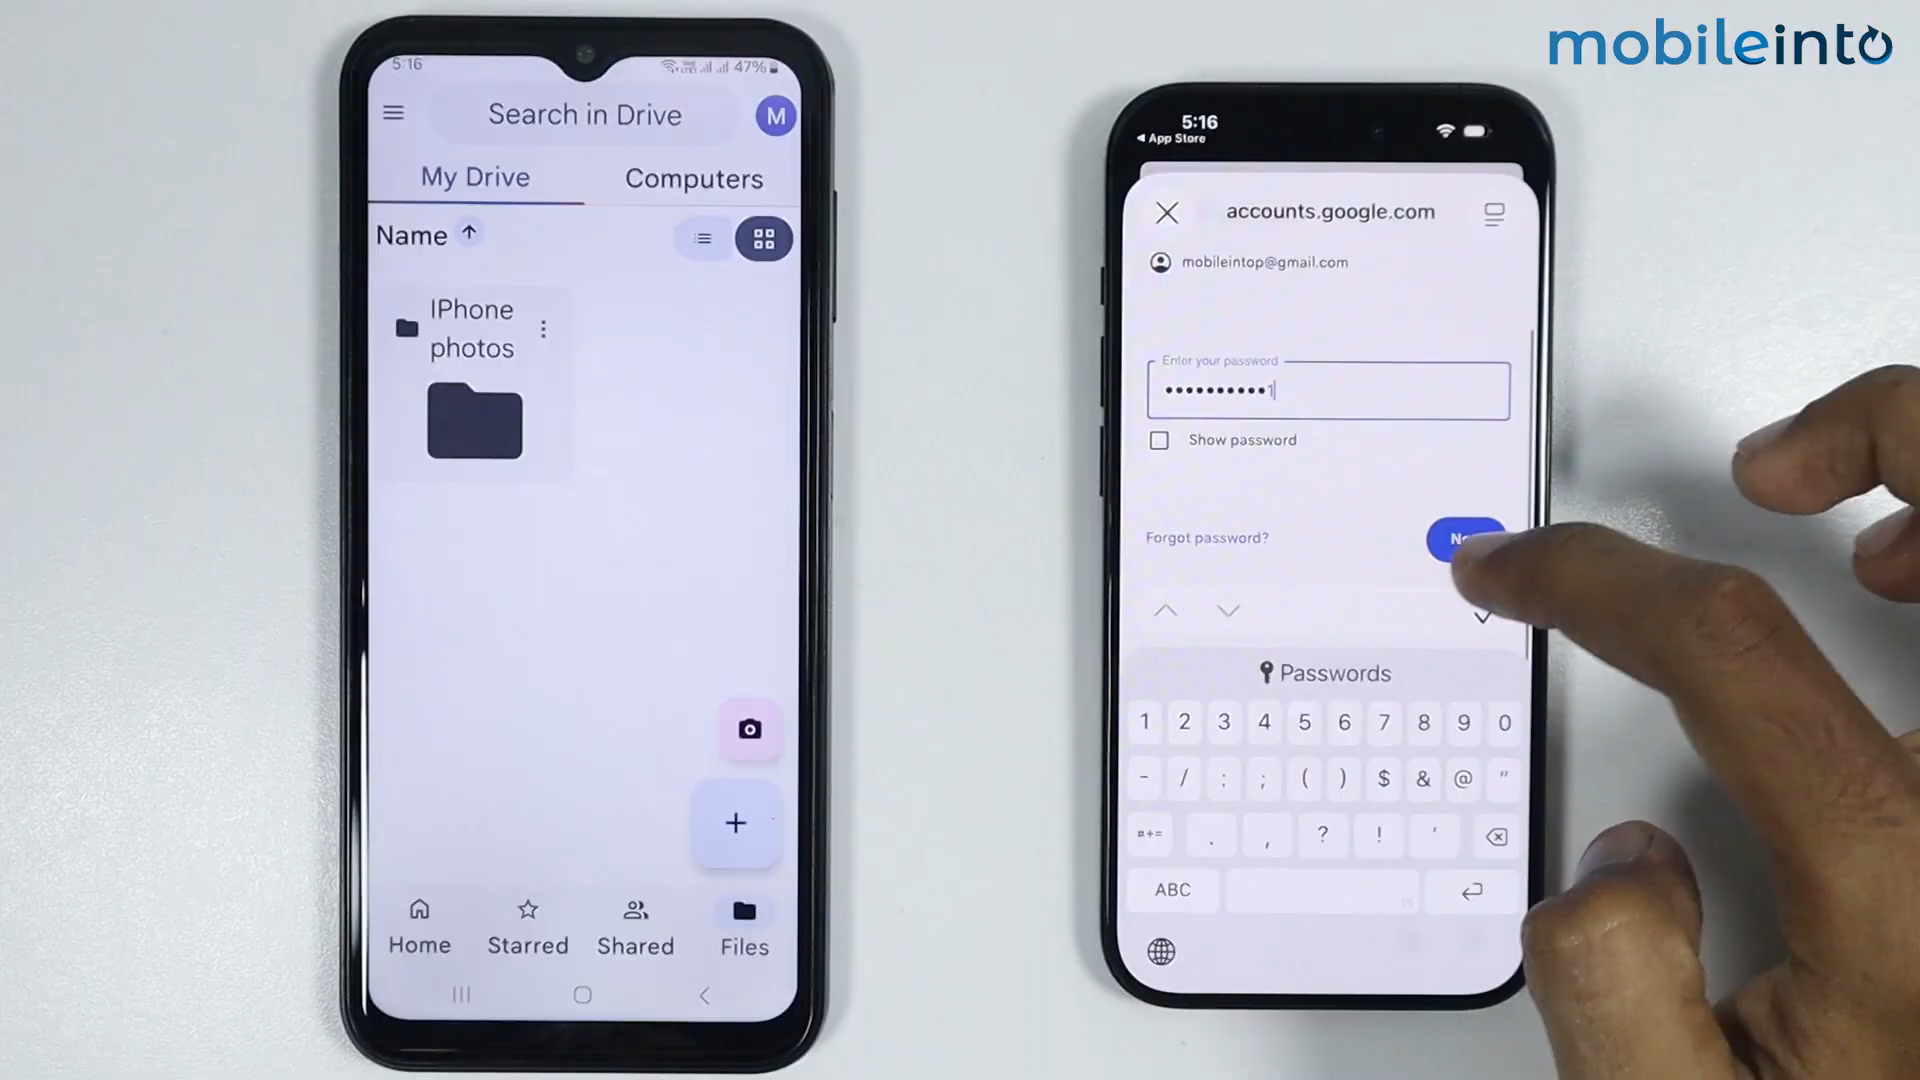 mobileinto
5:16
47%
Search in Drive
M
My Drive
Computers
Name
IPhone
photos
Home
Starred
Shared
Files
5:16
App Store
accounts.google.com
mobileintop@gmail.com
Enter your password
••••••••••1
Show password
Forgot password?
Passwords
1 2 3 4 5 6 7 8 9 0
- / : ; ( ) $ & @ "
. , ? ! '
ABC